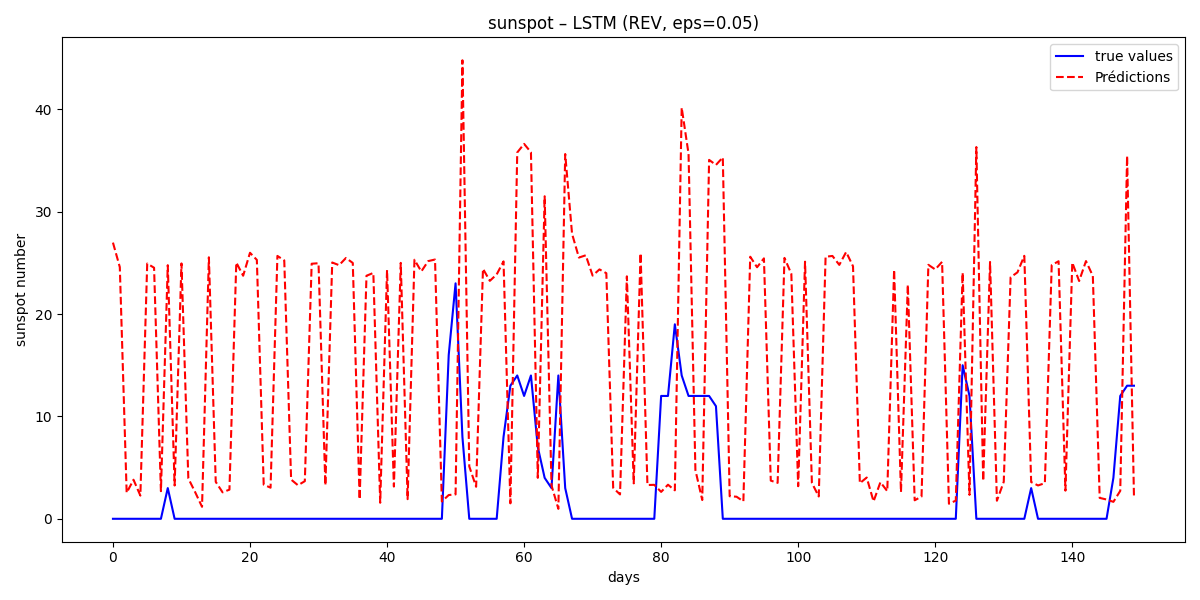 sunspot – LSTM (REV, eps=0.05)
true values
Prédictions
sunspot number
40
30
20
10
0
0 20 40 60 80 100 120 140
days